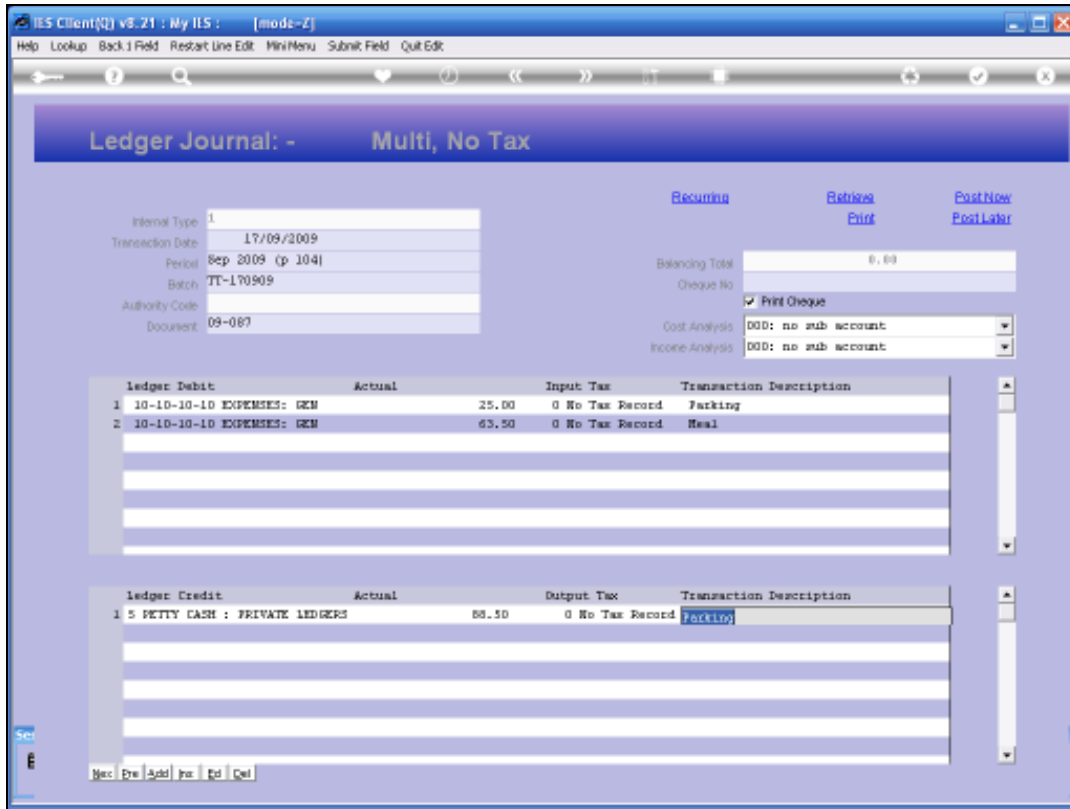 IES Client(Q) v8.21 : My IES : [mode-Z]
Help Lookup Back 1 Field Restart Line Edit MiniMenu Submit Field Quit Edit
Ledger Journal: - Multi, No Tax
Recurring Retrieve Post Now
Print Post Later
Internal Type 1
Transaction Date 17/09/2009
Period Sep 2009 (p 104)
Batch TT-170909
Authority Code
Document 09-087
Balancing Total 0.00
Cheque No
Print Cheque
Cost Analysis 000: no sub account
Income Analysis 000: no sub account
Ledger Debit Actual Input Tax Transaction Description
1 10-10-10-10 EXPENSES: GEN 25.00 0 No Tax Record Parking
2 10-10-10-10 EXPENSES: GEN 63.50 0 No Tax Record Meal
Ledger Credit Actual Output Tax Transaction Description
1 5 PETTY CASH : PRIVATE LEDGERS 88.50 0 No Tax Record Parking
Nex Pre Add Ins Ed Del